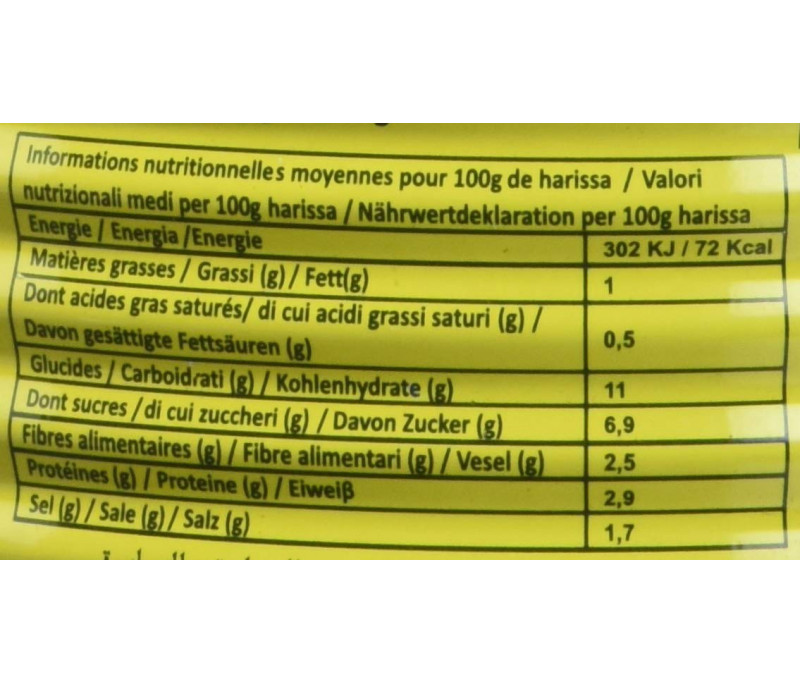 Informations nutritionnelles moyennes pour 100g de harissa / Valori
nutrizionali medi per 100g harissa / Nährwertdeklaration per 100g harissa
Energie / Energia /Energie 302 KJ / 72 Kcal
Matières grasses / Grassi (g) / Fett(g) 1
Dont acides gras saturés/ di cui acidi grassi saturi (g) /
Davon gesättigte Fettsäuren (g) 0,5
Glucides / Carboidrati (g) / Kohlenhydrate (g) 11
Dont sucres / di cui zuccheri (g) / Davon Zucker (g) 6,9
Fibres alimentaires (g) / Fibre alimentari (g) / Vesel (g) 2,5
Protéines (g) / Proteine (g) / Eiweiß 2,9
Sel (g) / Sale (g) / Salz (g) 1,7